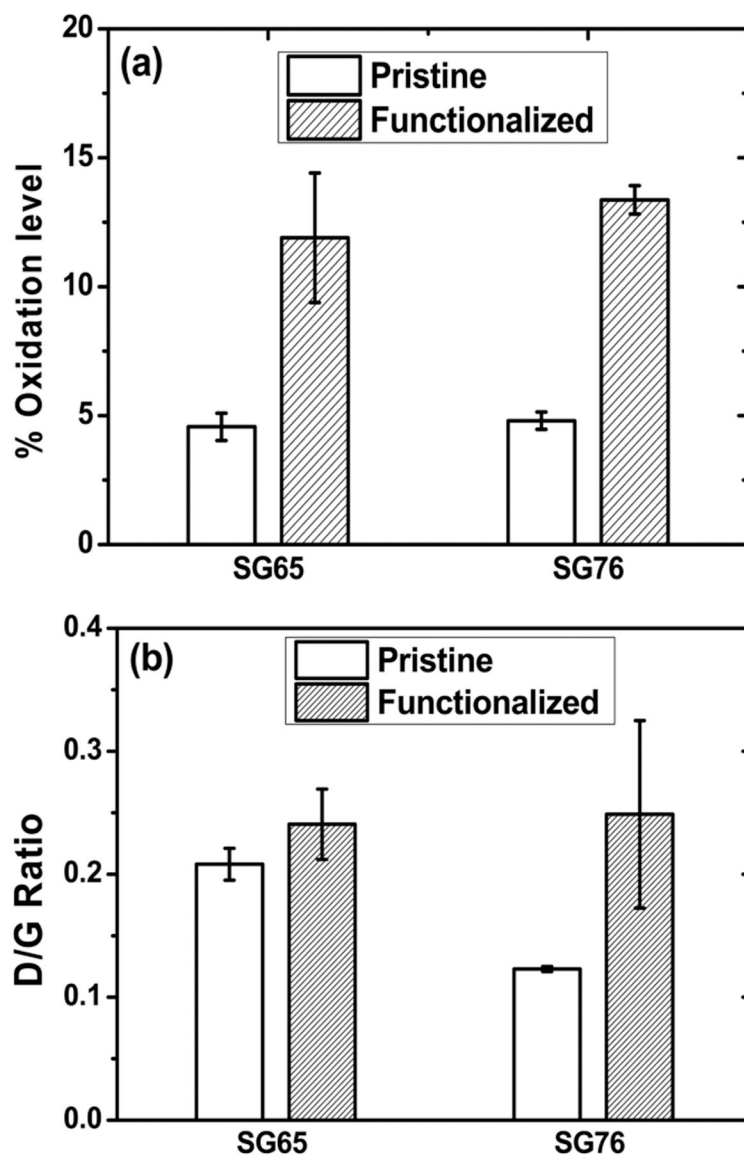 (a)
Pristine
Functionalized
% Oxidation level
20
15
10
5
0
SG65 SG76
(b)
Pristine
Functionalized
D/G Ratio
0.4
0.3
0.2
0.1
0.0
SG65 SG76